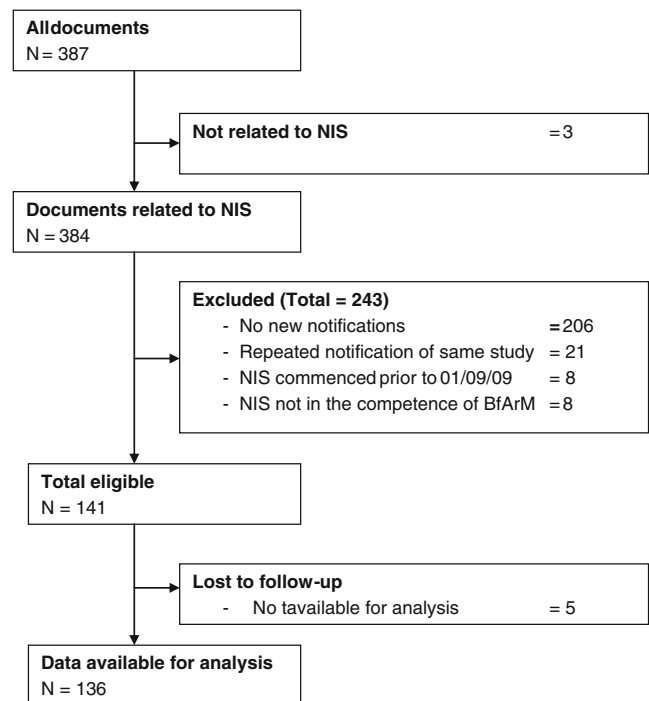 Alldocuments
N = 387
Not related to NIS = 3
Documents related to NIS
N = 384
Excluded (Total = 243)
- No new notifications = 206
- Repeated notification of same study = 21
- NIS commenced prior to 01/09/09 = 8
- NIS not in the competence of BfArM = 8
Total eligible
N = 141
Lost to follow-up
- No tavailable for analysis = 5
Data available for analysis
N = 136